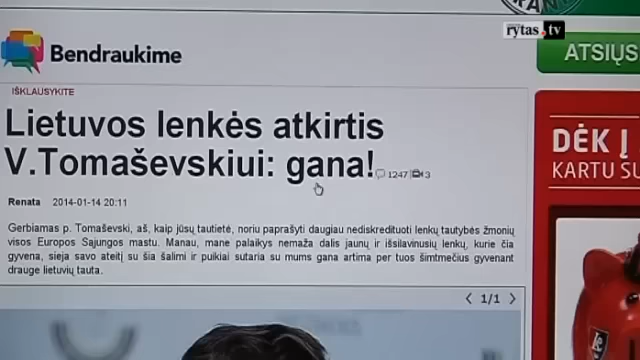 rytas.tv
Bendraukime
ATSIŲS
IŠKLAUSYKITE
Lietuvos lenkės atkirtis
V.Tomaševskiui: gana!
1247 3
Renata 2014-01-14 20:11
Gerbiamas p. Tomaševski, aš, kaip jūsų tautietė, noriu paprašyti daugiau nediskredituoti lenkų tautybės žmonių
visos Europos Sąjungos mastu. Manau, mane palaikys nemaža dalis jaunų ir išsilavinusių lenkų, kurie čia
gyvena, sieja savo ateitį su šia šalimi ir puikiai sutaria su mums gana artima per tuos šimtmečius gyvenant
drauge lietuvių tauta.
1/1
DĖK Į
KARTU SU